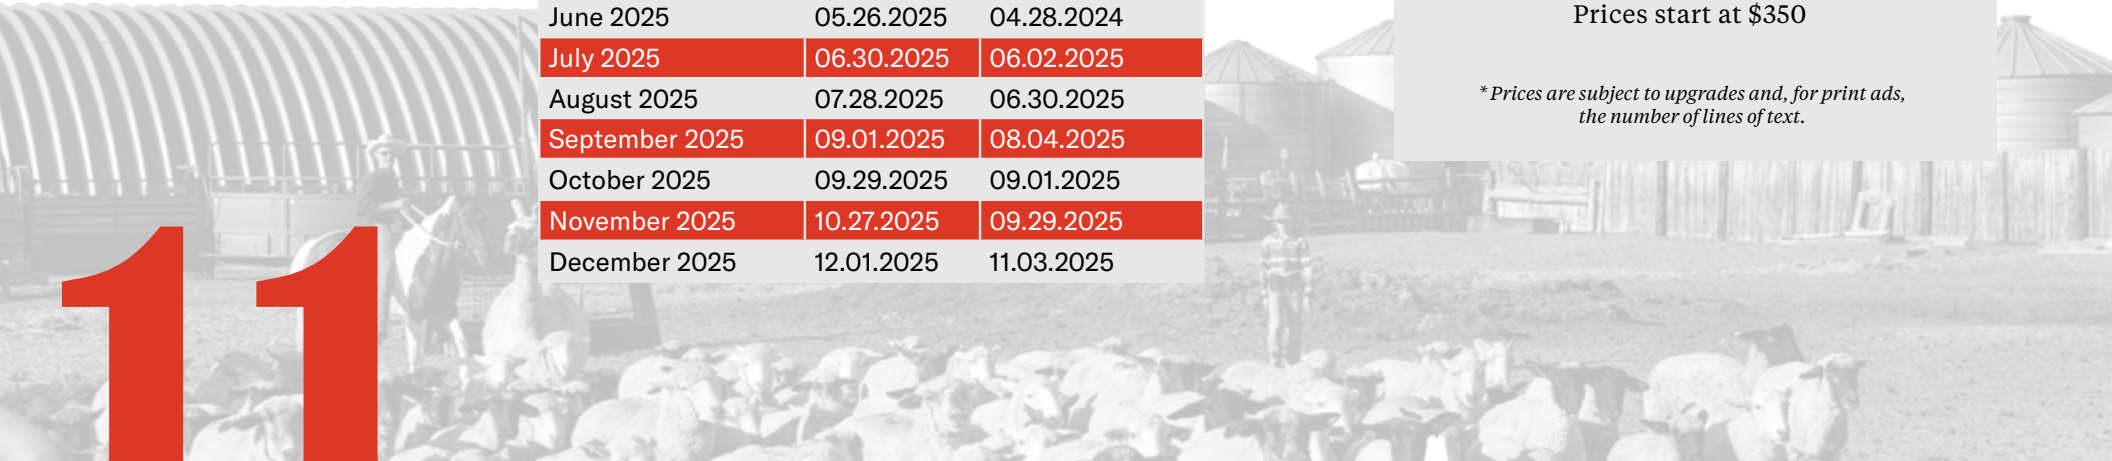 June 2025 05.26.2025 04.28.2024
July 2025 06.30.2025 06.02.2025
August 2025 07.28.2025 06.30.2025
September 2025 09.01.2025 08.04.2025
October 2025 09.29.2025 09.01.2025
November 2025 10.27.2025 09.29.2025
December 2025 12.01.2025 11.03.2025
Prices start at $350
*Prices are subject to upgrades and, for print ads,
the number of lines of text.
11